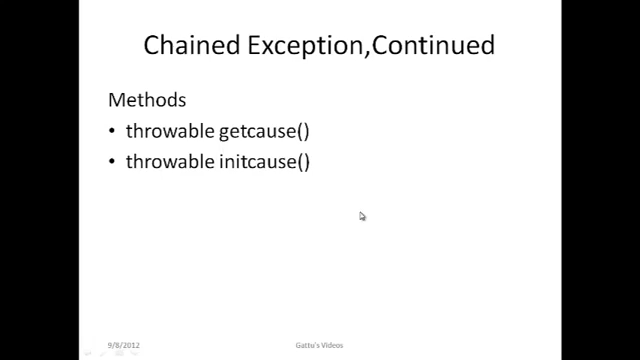 Chained Exception,Continued
Methods
• throwable getcause()
• throwable initcause()
9/8/2012
Gattu's Videos